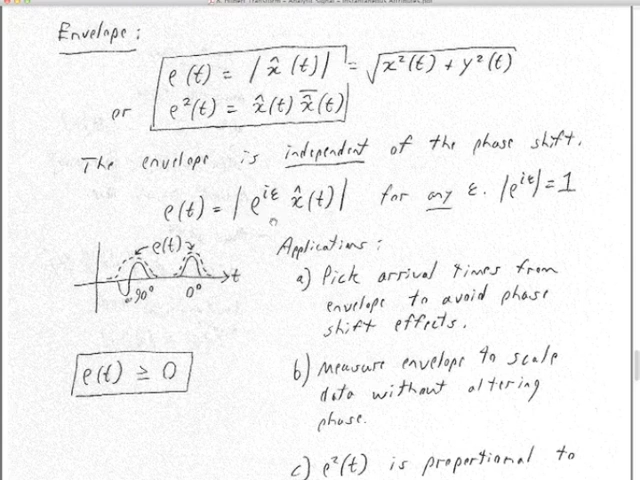 Envelope:
e(t) = |x̂(t)| = √x²(t) + y²(t)
or e²(t) = x̂(t) x̂̄(t)
The envelope is independent of the phase shift.
e(t) = |e^{iε} x̂(t)| for any ε. |e^{iε}| = 1
e(t)
t
90° 0°
Applications:
a) Pick arrival times from
envelope to avoid phase
shift effects.
e(t) ≥ 0
b) Measure envelope to scale
data without altering
phase.
c) e²(t) is proportional to